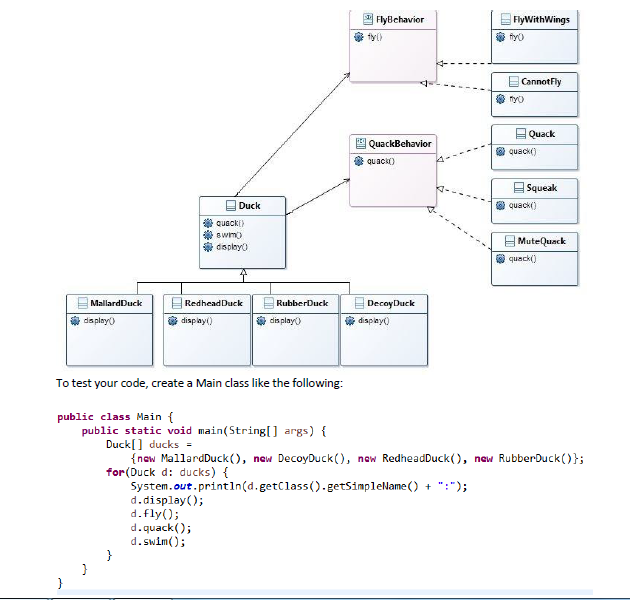 FlyBehavior
fly()
FlyWithWings
fly()
CannotFly
fly()
QuackBehavior
quack()
Quack
quack()
Squeak
quack()
MuteQuack
quack()
Duck
quack()
swim()
display()
MallardDuck
display()
RedheadDuck
display()
RubberDuck
display()
DecoyDuck
display()
To test your code, create a Main class like the following:
public class Main {
public static void main(String[] args) {
Duck[] ducks =
{new MallardDuck(), new DecoyDuck(), new RedheadDuck(), new RubberDuck()};
for(Duck d: ducks) {
System.out.println(d.getClass().getSimpleName() + ":");
d.display();
d.fly();
d.quack();
d.swim();
}
}
}